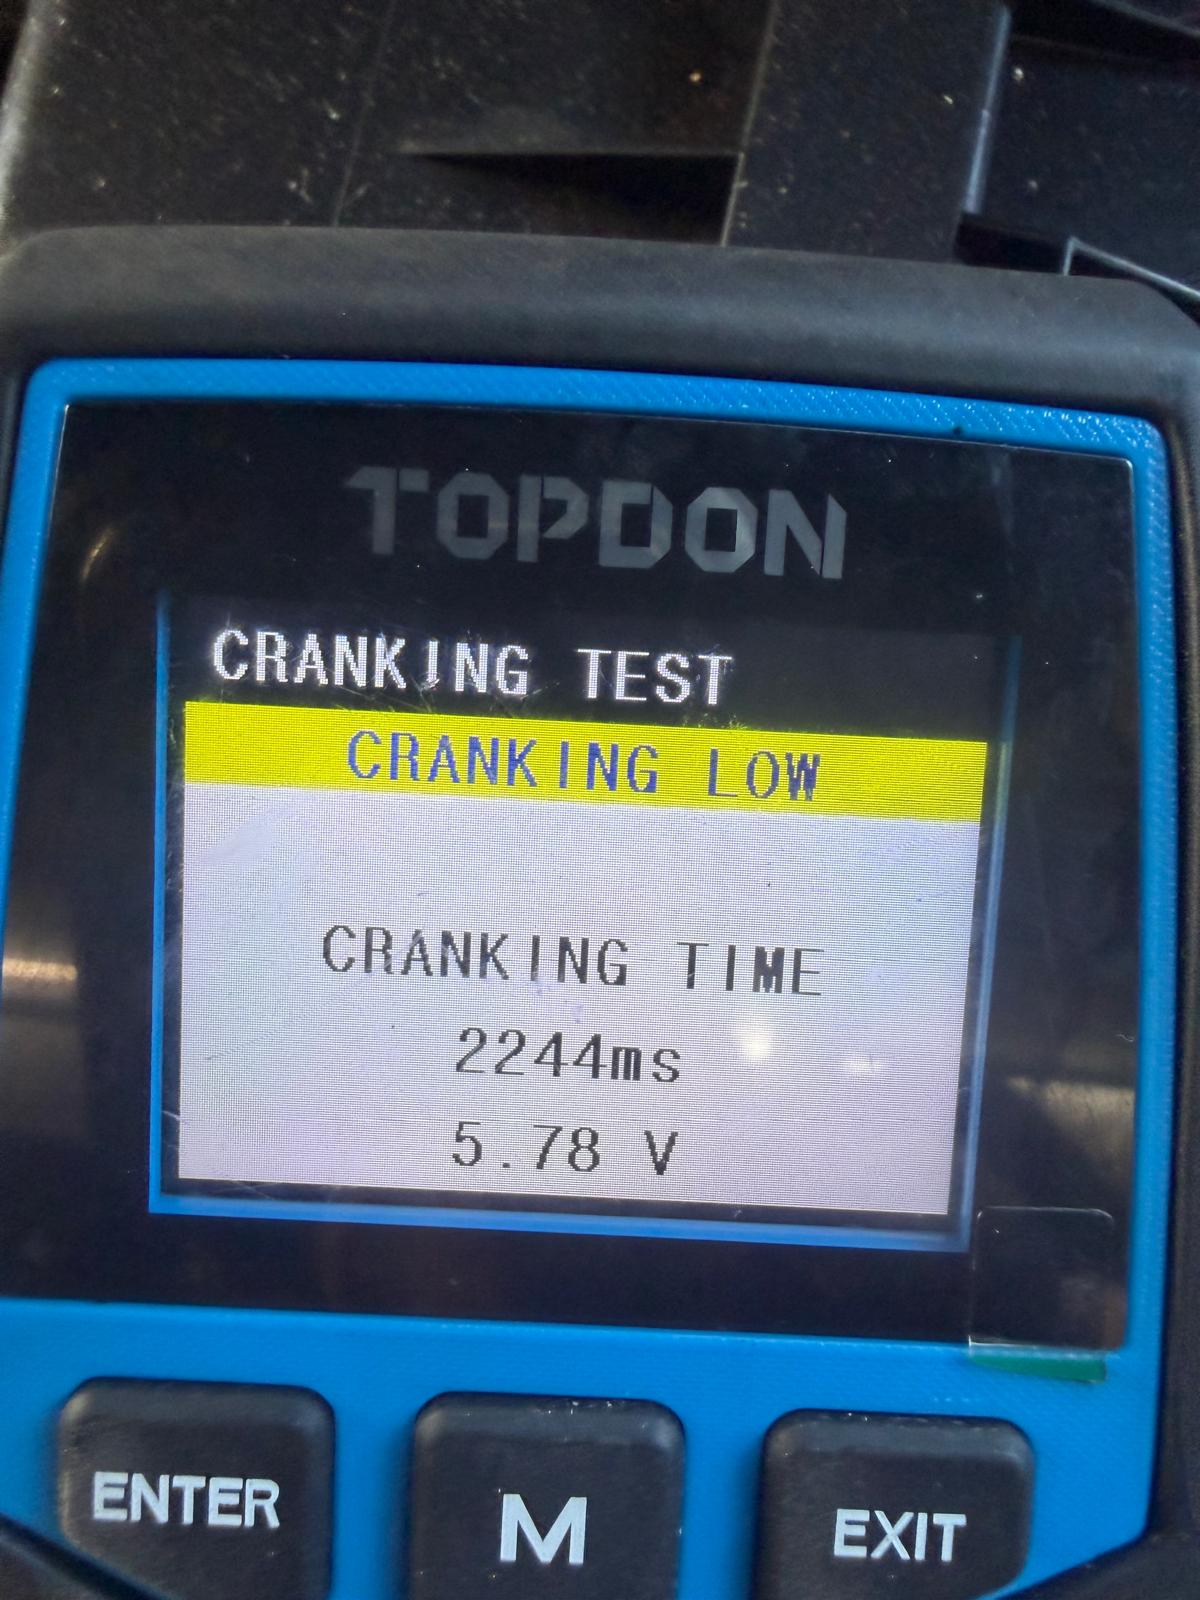 TOPDON
CRANKING TEST
CRANKING LOW
CRANKING TIME
2244ms
5.78 V
ENTER
M
EXIT